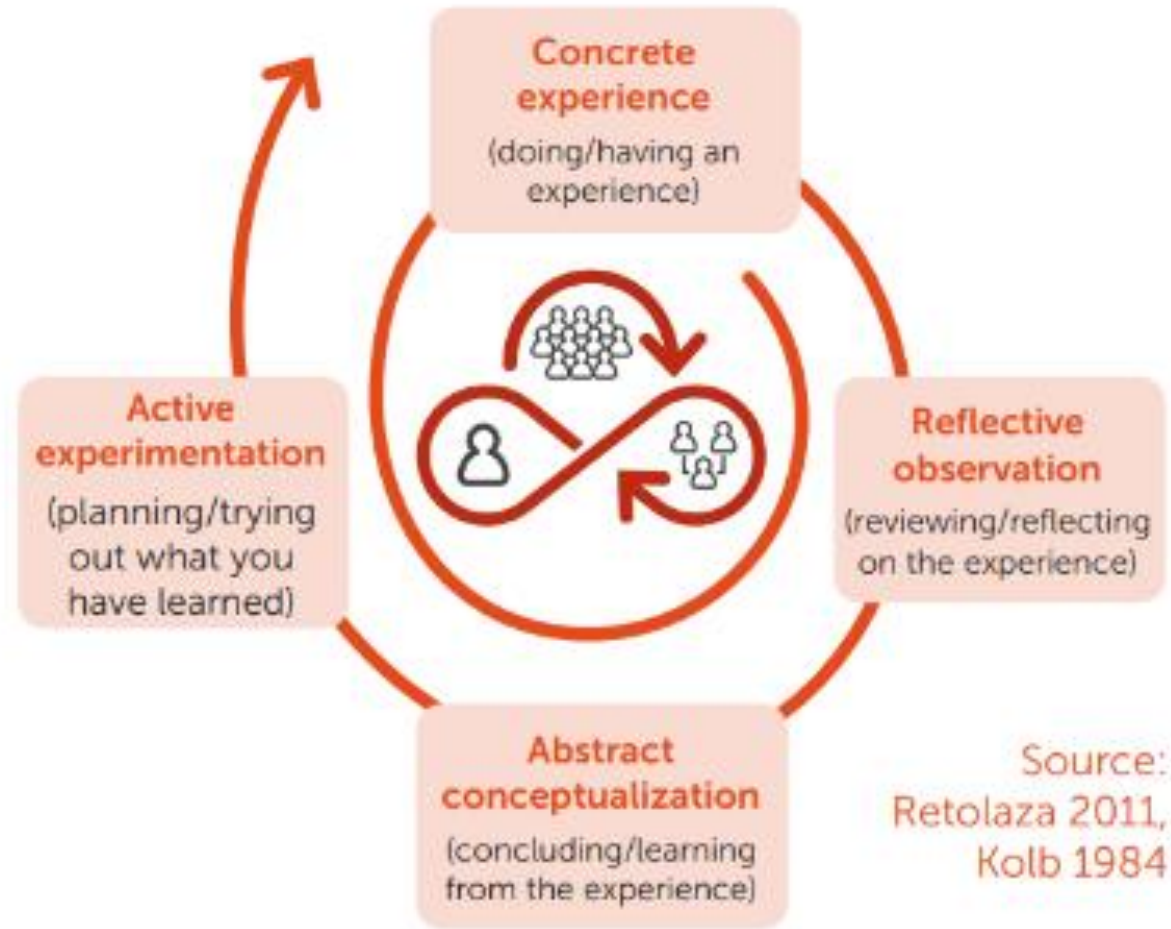 Concrete
experience
(doing/having an
experience)
Active
experimentation
(planning/trying
out what you
have learned)
Reflective
observation
(reviewing/reflecting
on the experience)
Abstract
conceptualization
(concluding/learning
from the experience)
Source:
Retolaza 2011,
Kolb 1984